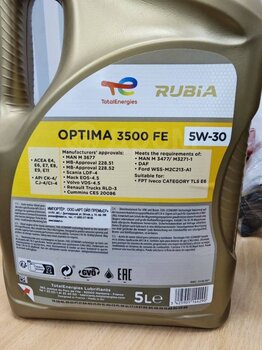 TotalEnergies
RUBIA
OPTIMA 3500 FE
5W-30
• ACEA E4,
E6, E7, E8,
E9, E11
• API CK-4/
CJ-4/CI-4
Manufacturers' approvals:
• MAN M 3677
• MB-Approval 228.51
• MB-Approval 228.52
• Scania LDF-4
• Mack EOS-4.5
• Volvo VDS-4.5
• Renault Trucks RLD-3
• Cummins CES 20086
Meets the requirements of:
• MAN M 3477/ M3271-1
• DAF
• Ford WSS-M2C213-A1
Suitable for:
• FPT Iveco CATEGORY TLS E6
GVO
EAC
TotalEnergies Lubrifiants
5L e